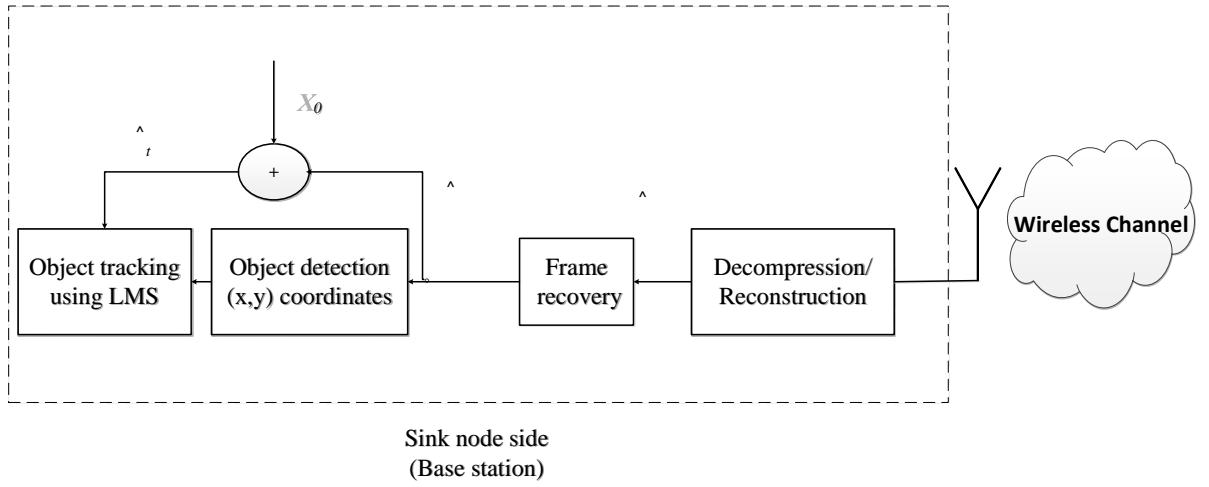 X0
^
t
+
^
^
Wireless Channel
Object tracking
using LMS
Object detection
(x,y) coordinates
Frame
recovery
Decompression/
Reconstruction
Sink node side
(Base station)